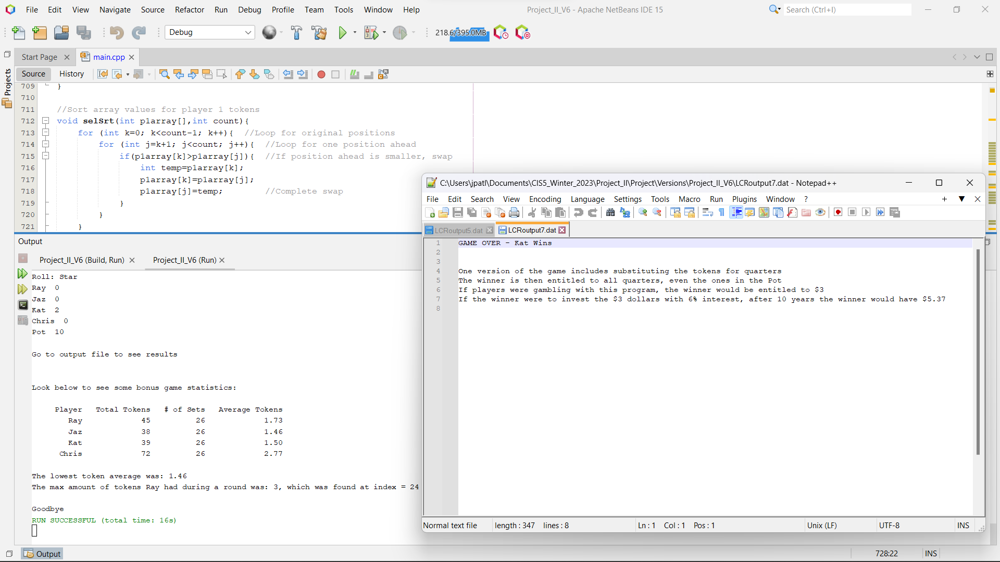 File Edit View Navigate Source Refactor Run Debug Profile Team Tools Window Help
Project_II_V6 - Apache NetBeans IDE 15
Search (Ctrl+I)
Debug
218.6/395.0MB
Projects
Start Page
main.cpp
Source History
709 }
710
711 //Sort array values for player 1 tokens
712 void selSrt(int p1array[],int count){
713 for (int k=0; k<count-1; k++){ //Loop for original positions
714 for (int j=k+1; j<count; j++){ //Loop for one position ahead
715 if(p1array[k]>p1array[j]){ //If position ahead is smaller, swap
716 int temp=p1array[k];
717 p1array[k]=p1array[j];
718 p1array[j]=temp; //Complete swap
719 }
720 }
721 }
Output
Project_II_V6 (Build, Run) Project_II_V6 (Run)
Roll: Star
Ray 0
Jaz 0
Kat 2
Chris 0
Pot 10
Go to output file to see results
Look below to see some bonus game statistics:
Player Total Tokens # of Sets Average Tokens
Ray 45 26 1.73
Jaz 38 26 1.46
Kat 39 26 1.50
Chris 72 26 2.77
The lowest token average was: 1.46
The max amount of tokens Ray had during a round was: 3, which was found at index = 24
Goodbye
RUN SUCCESSFUL (total time: 16s)
C:\Users\jpatl\Documents\CIS5_Winter_2023\Project_II\Project\Versions\Project_II_V6\LCRoutput7.dat - Notepad++
File Edit Search View Encoding Language Settings Tools Macro Run Plugins Window ?
LCRoutput5.dat LCRoutput7.dat
1 GAME OVER - Kat Wins
2
3
4 One version of the game includes substituting the tokens for quarters
5 The winner is then entitled to all quarters, even the ones in the Pot
6 If players were gambling with this program, the winner would be entitled to $3
7 If the winner were to invest the $3 dollars with 6% interest, after 10 years the winner would have $5.37
8
Normal text file length : 347 lines : 8 Ln : 1 Col : 1 Pos : 1 Unix (LF) UTF-8 INS
Output
728:22 INS